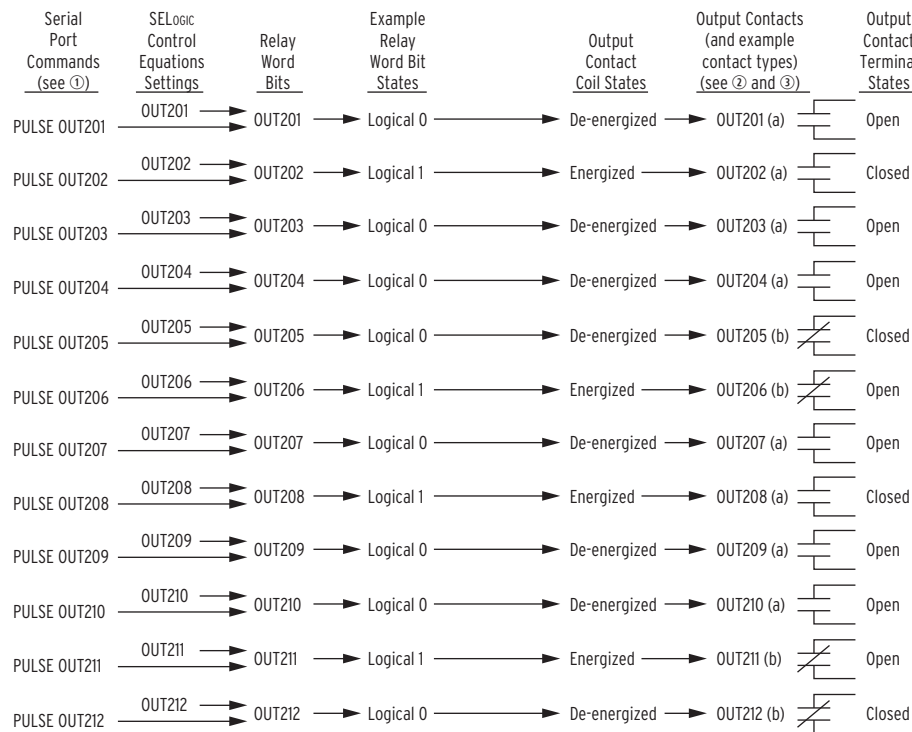 Serial Port Commands (see ①)
SELOGIC Control Equations Settings
Relay Word Bits
Example Relay Word Bit States
Output Contact Coil States
Output Contacts (and example contact types) (see ② and ③)
Output Contact Termina States
PULSE OUT201 OUT201 OUT201 Logical 0 De-energized OUT201 (a) Open
PULSE OUT202 OUT202 OUT202 Logical 1 Energized OUT202 (a) Closed
PULSE OUT203 OUT203 OUT203 Logical 0 De-energized OUT203 (a) Open
PULSE OUT204 OUT204 OUT204 Logical 0 De-energized OUT204 (a) Open
PULSE OUT205 OUT205 OUT205 Logical 0 De-energized OUT205 (b) Closed
PULSE OUT206 OUT206 OUT206 Logical 1 Energized OUT206 (b) Open
PULSE OUT207 OUT207 OUT207 Logical 0 De-energized OUT207 (a) Open
PULSE OUT208 OUT208 OUT208 Logical 1 Energized OUT208 (a) Closed
PULSE OUT209 OUT209 OUT209 Logical 0 De-energized OUT209 (a) Open
PULSE OUT210 OUT210 OUT210 Logical 0 De-energized OUT210 (a) Open
PULSE OUT211 OUT211 OUT211 Logical 1 Energized OUT211 (b) Open
PULSE OUT212 OUT212 OUT212 Logical 0 De-energized OUT212 (b) Closed